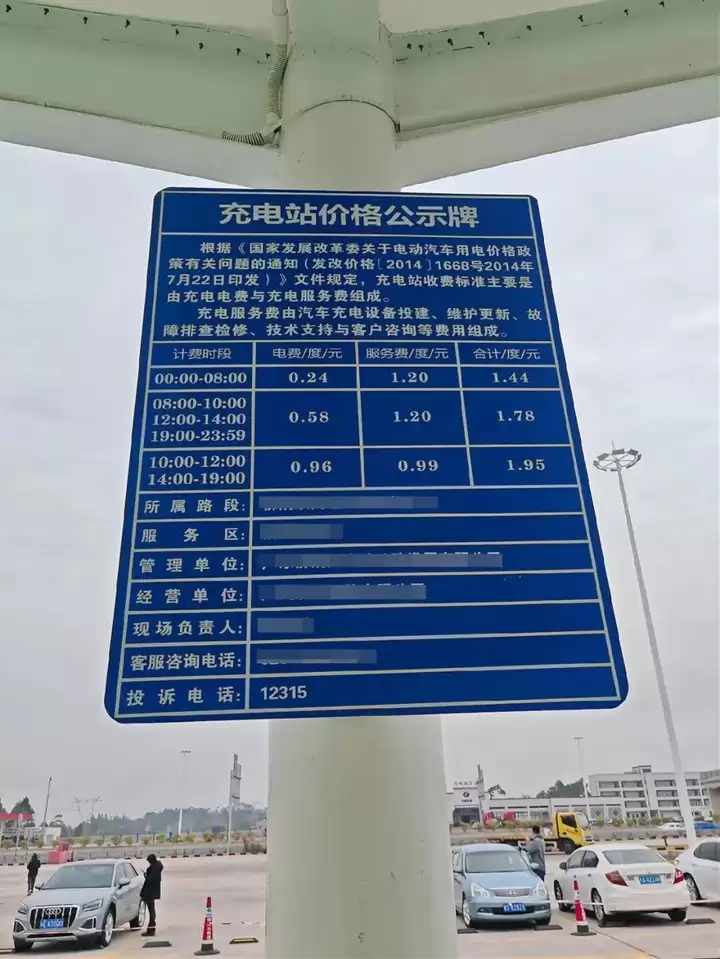 充电站价格公示牌
根据《国家发展改革委关于电动汽车用电价格政
策有关问题的通知（发改价格〔2014〕1668号2014年
7月22日印发）》文件规定，充电站收费标准主要是
由充电电费与充电服务费组成。
充电服务费由汽车充电设备投建、维护更新、故
障排查检修、技术支持与客户咨询等费用组成。
计费时段 电费/度/元 服务费/度/元 合计/度/元
00:00-08:00 0.24 1.20 1.44
08:00-10:00
12:00-14:00 0.58 1.20 1.78
19:00-23:59
10:00-12:00 0.96 0.99 1.95
14:00-19:00
所属路段：
服务区：
管理单位：
经营单位：
现场负责人：
客服咨询电话：
投诉电话： 12315